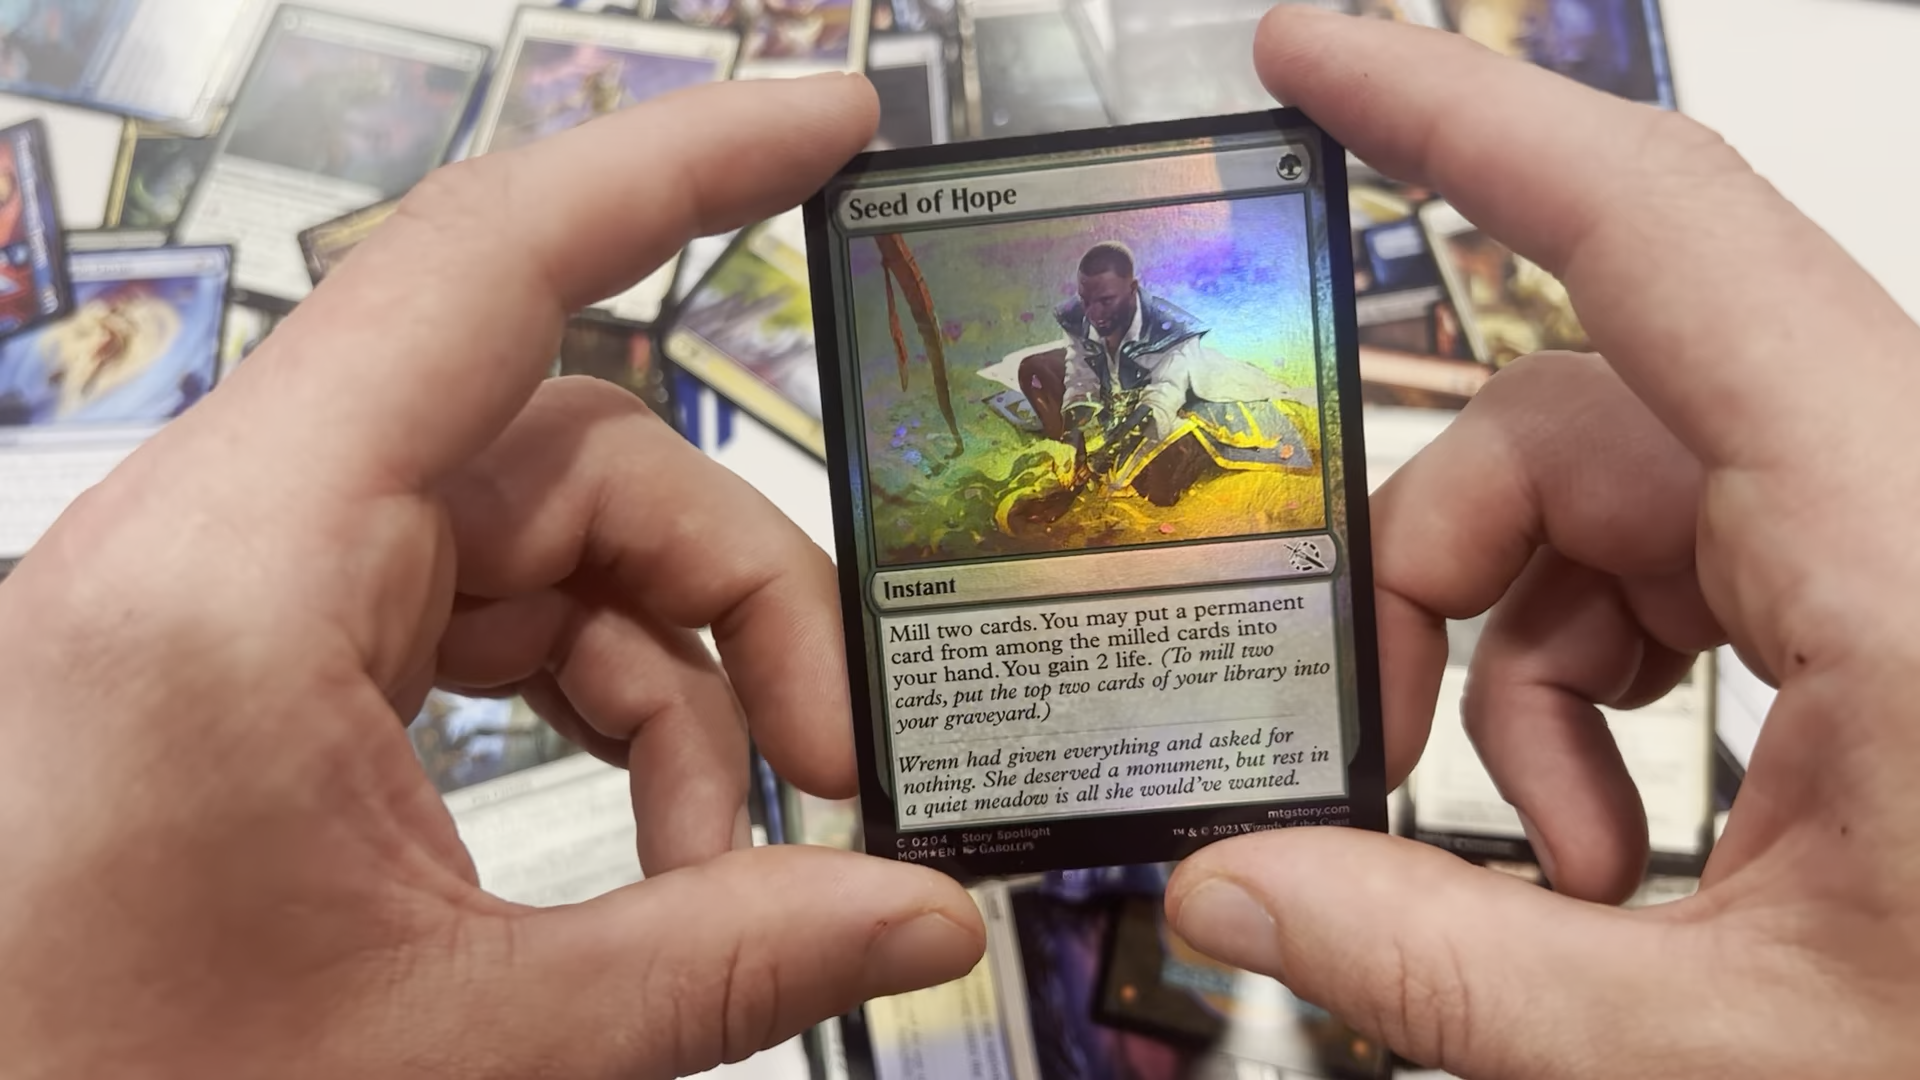 Seed of Hope
Instant
Mill two cards. You may put a permanent
card from among the milled cards into
your hand. You gain 2 life. (To mill two
cards, put the top two cards of your library into
your graveyard.)
Wrenn had given everything and asked for
nothing. She deserved a monument, but rest in
a quiet meadow is all she would've wanted.
mtgstory.com
C 0204 Story Spotlight
™ & © 2023 Wizards of the Coast
MOM★EN